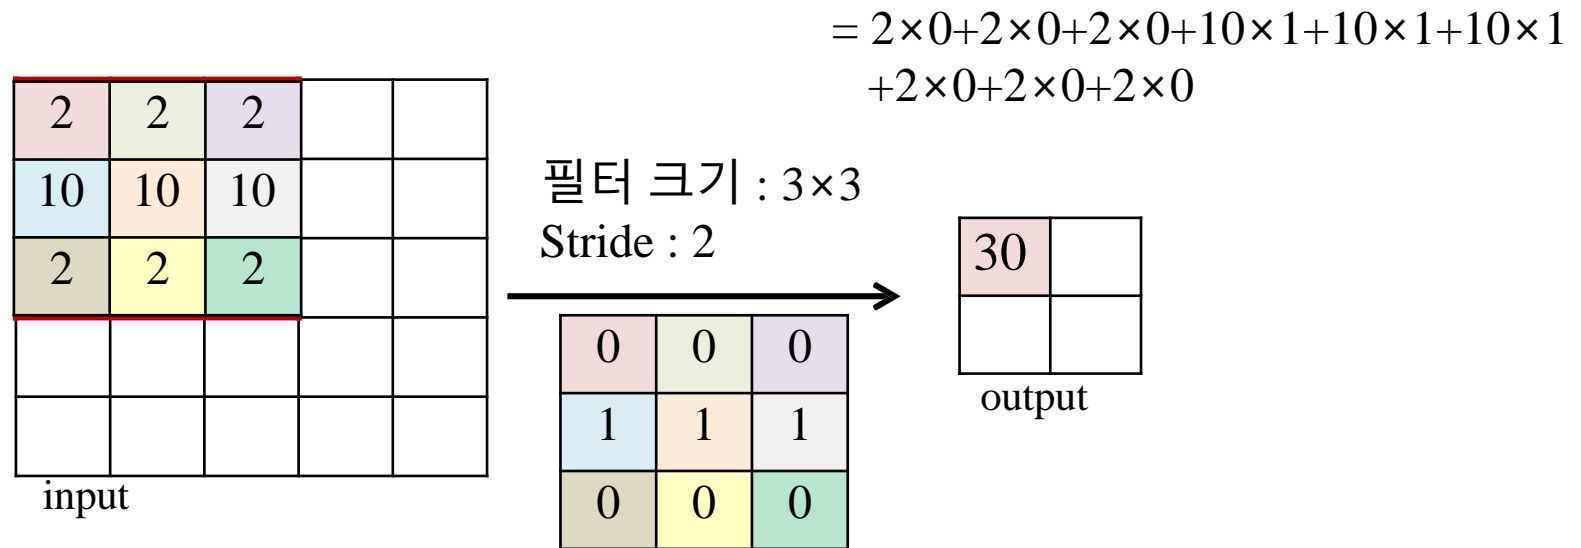 = 2×0+2×0+2×0+10×1+10×1+10×1
+2×0+2×0+2×0
2 2 2
10 10 10
2 2 2
input
필터 크기 : 3×3
Stride : 2
0 0 0
1 1 1
0 0 0
30
output